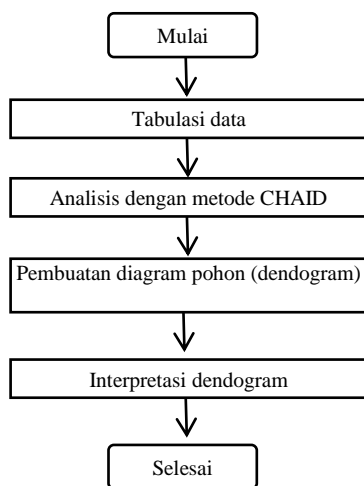 Mulai
Tabulasi data
Analisis dengan metode CHAID
Pembuatan diagram pohon (dendogram)
Interpretasi dendogram
Selesai